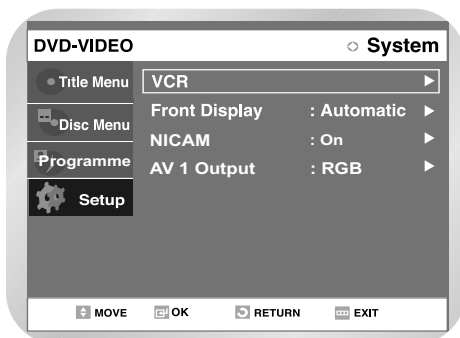 DVD-VIDEO System
Title Menu VCR
Disc Menu Front Display : Automatic
NICAM : On
Programme AV 1 Output : RGB
Setup
MOVE OK RETURN EXIT